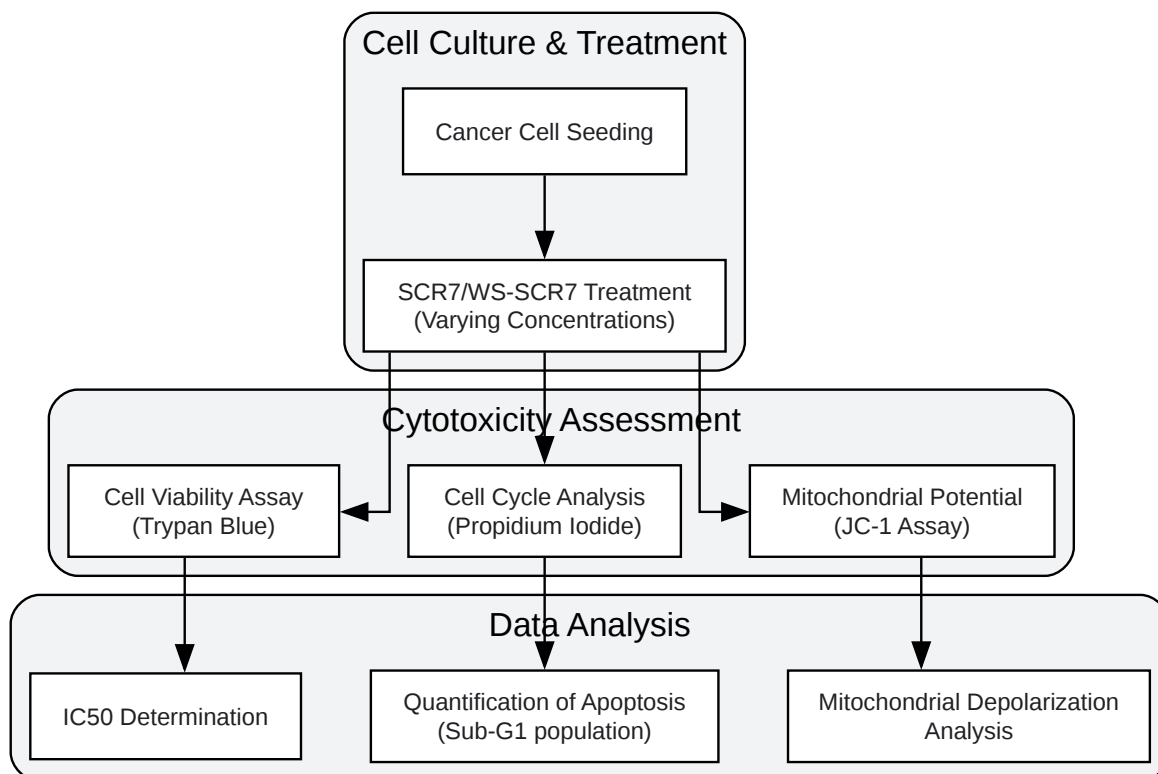 Cell Culture & Treatment
Cancer Cell Seeding
SCR7/WS-SCR7 Treatment
(Varying Concentrations)
Cytotoxicity Assessment
Cell Viability Assay
(Trypan Blue)
Cell Cycle Analysis
(Propidium Iodide)
Mitochondrial Potential
(JC-1 Assay)
Data Analysis
IC50 Determination
Quantification of Apoptosis
(Sub-G1 population)
Mitochondrial Depolarization
Analysis